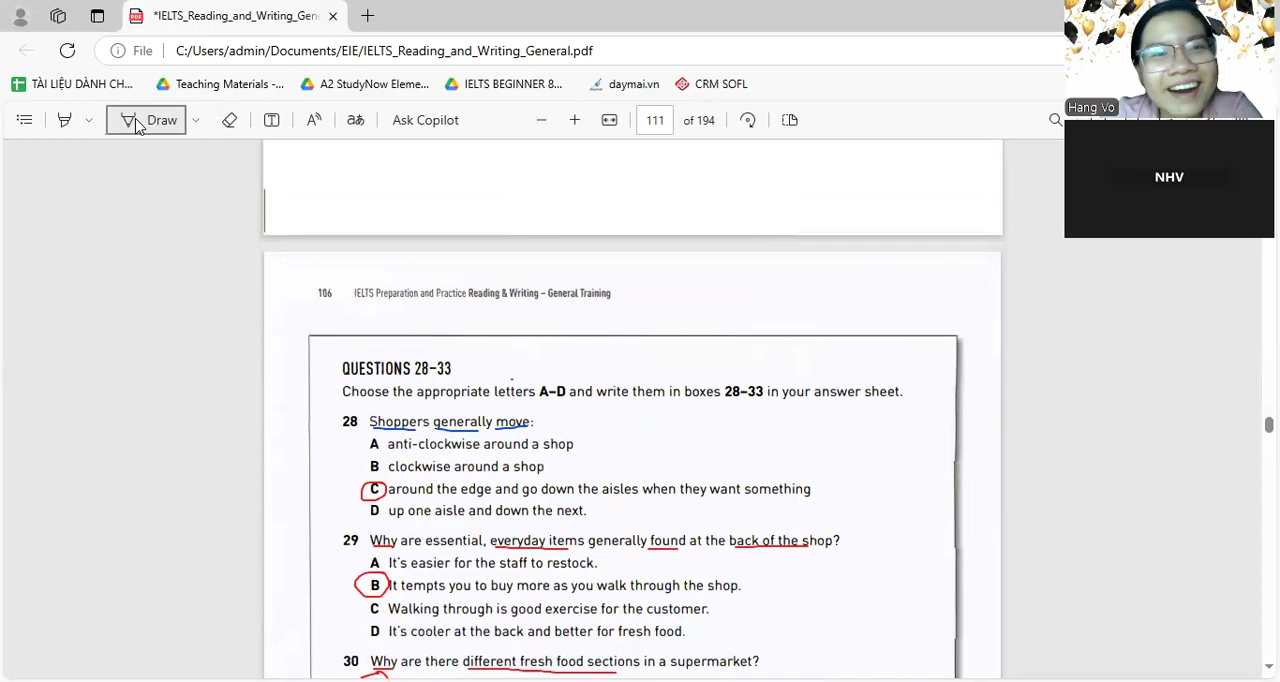 *IELTS_Reading_and_Writing_Gen
File C:/Users/admin/Documents/EIE/IELTS_Reading_and_Writing_General.pdf
TÀI LIỆU DÀNH CH... Teaching Materials -... A2 StudyNow Eleme... IELTS BEGINNER 8... daymai.vn CRM SOFL
Draw Ask Copilot 111 of 194
Hang Vo
NHV
106 IELTS Preparation and Practice Reading & Writing – General Training
QUESTIONS 28–33
Choose the appropriate letters A–D and write them in boxes 28–33 in your answer sheet.
28 Shoppers generally move:
A anti-clockwise around a shop
B clockwise around a shop
C around the edge and go down the aisles when they want something
D up one aisle and down the next.
29 Why are essential, everyday items generally found at the back of the shop?
A It's easier for the staff to restock.
B It tempts you to buy more as you walk through the shop.
C Walking through is good exercise for the customer.
D It's cooler at the back and better for fresh food.
30 Why are there different fresh food sections in a supermarket?